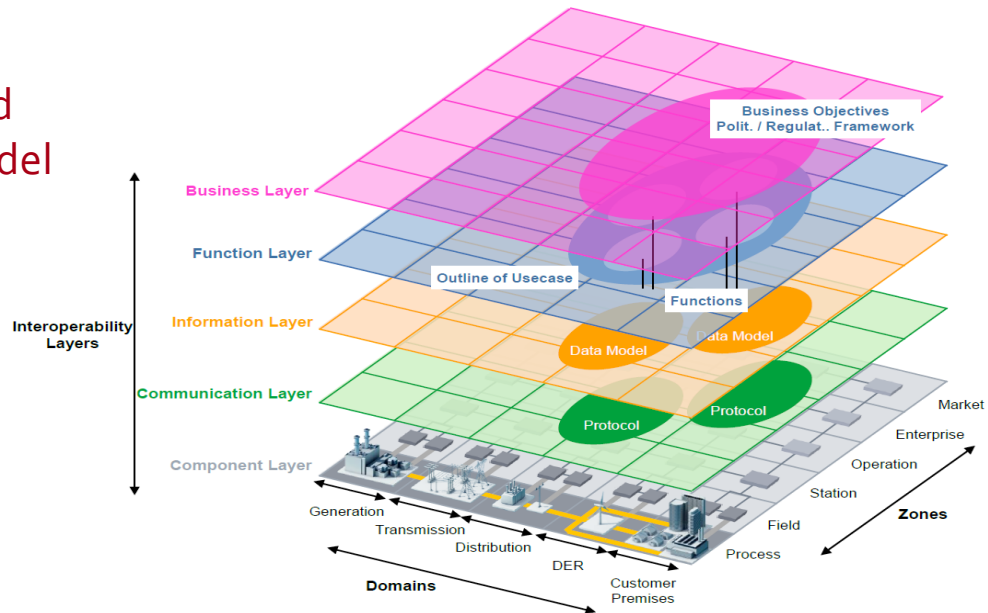 d
del
Business Objectives
Polit. / Regulat.. Framework
Business Layer
Function Layer
Outline of Usecase
Functions
Interoperability
Layers
Information Layer
Data Model
Data Model
Communication Layer
Protocol
Protocol
Component Layer
Market
Enterprise
Operation
Station
Field
Process
Zones
Generation
Transmission
Distribution
DER
Customer
Premises
Domains